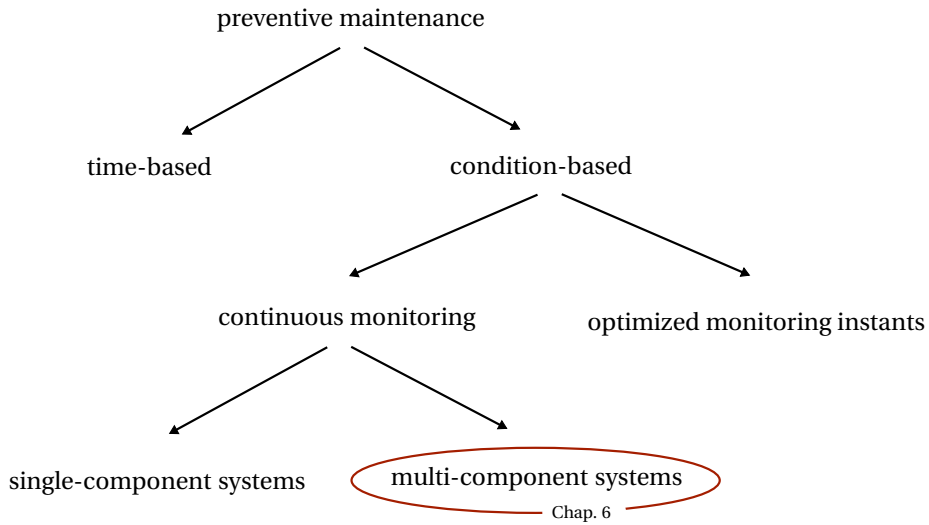 preventive maintenance
time-based
condition-based
continuous monitoring
optimized monitoring instants
single-component systems
multi-component systems
Chap. 6